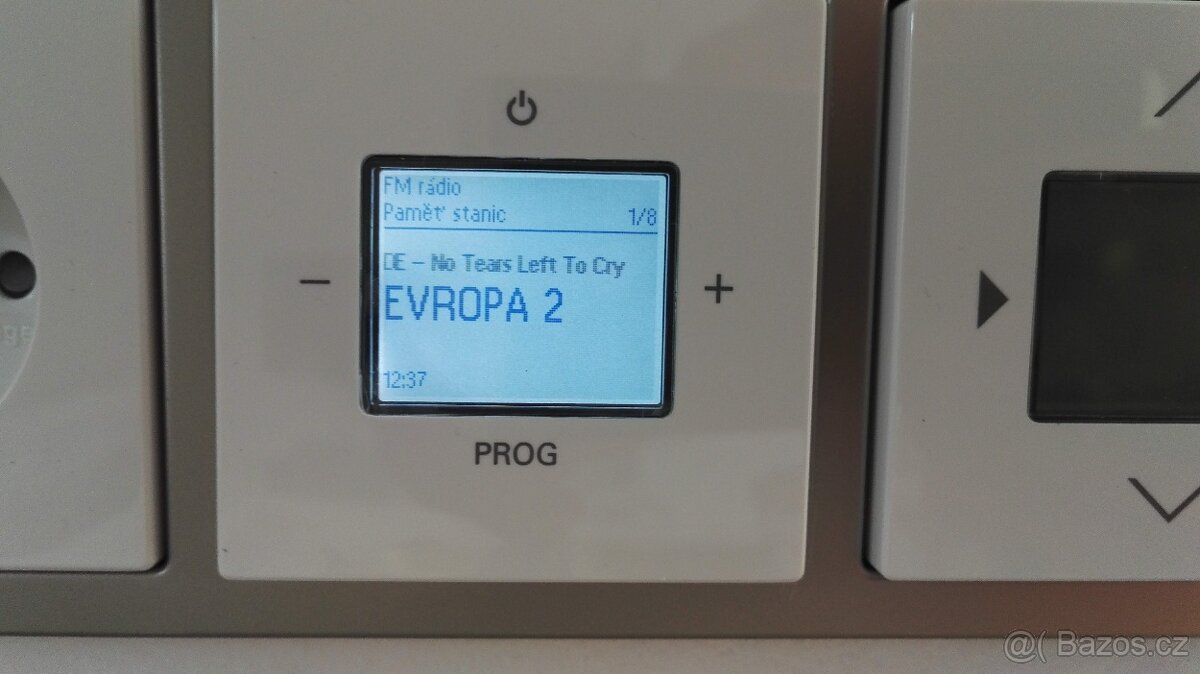 FM rádio
Paměť stanic 1/8
DE – No Tears Left To Cry
EVROPA 2
12:37
PROG
@( Bazos.cz